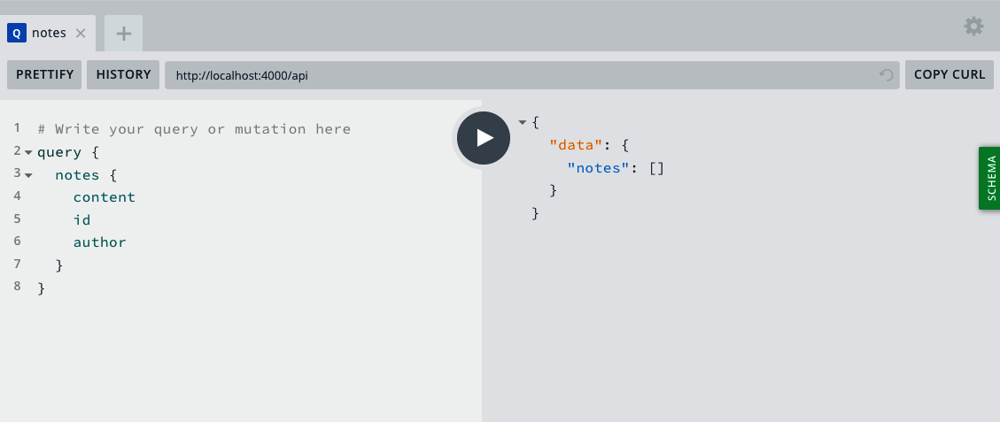 Q notes
PRETTIFY HISTORY http://localhost:4000/api COPY CURL
1 # Write your query or mutation here
2 query {
3 notes {
4 content
5 id
6 author
7 }
8 }
{
"data": {
"notes": []
}
}
SCHEMA